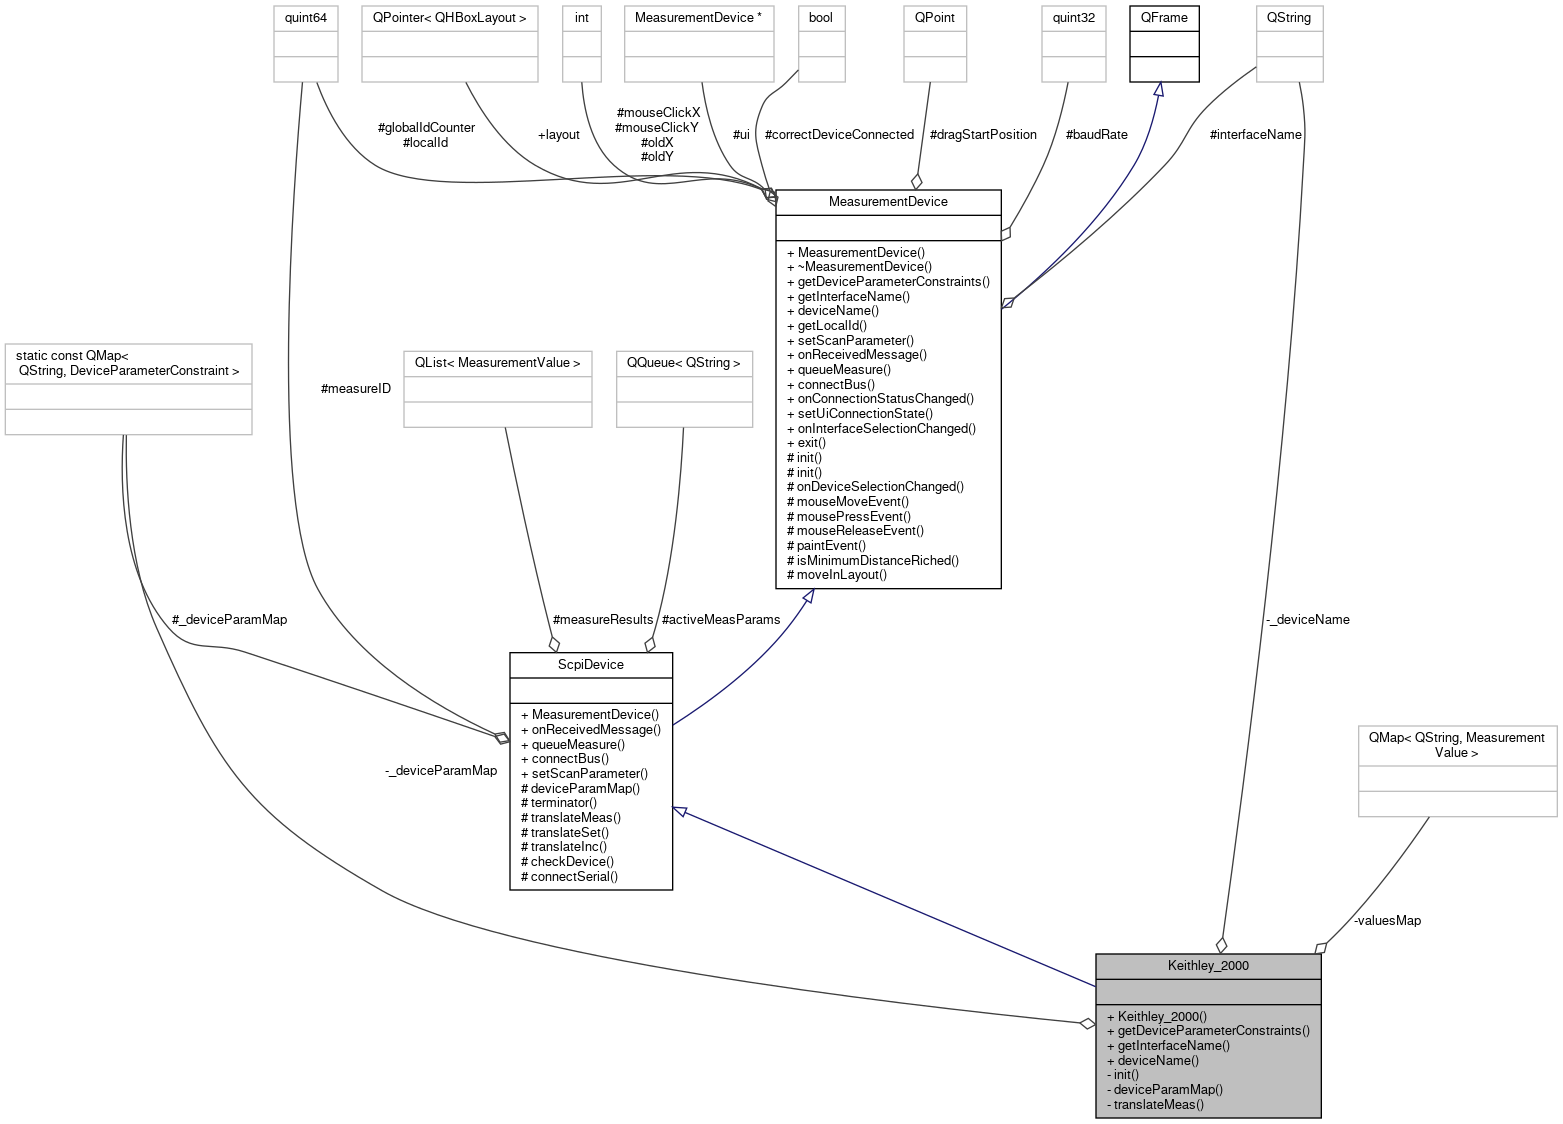 quint64
QPointer< QHBoxLayout >
int
MeasurementDevice *
bool
QPoint
quint32
QFrame
QString
#globalIdCounter
#localId
+layout
#mouseClickX
#mouseClickY
#oldX
#oldY
#ui
#correctDeviceConnected
#dragStartPosition
#baudRate
#interfaceName
MeasurementDevice
+ MeasurementDevice()
+ ~MeasurementDevice()
+ getDeviceParameterConstraints()
+ getInterfaceName()
+ deviceName()
+ getLocalId()
+ setScanParameter()
+ onReceivedMessage()
+ queueMeasure()
+ connectBus()
+ onConnectionStatusChanged()
+ setUiConnectionState()
+ onInterfaceSelectionChanged()
+ exit()
# init()
# init()
# onDeviceSelectionChanged()
# mouseMoveEvent()
# mousePressEvent()
# mouseReleaseEvent()
# paintEvent()
# isMinimumDistanceRiched()
# moveInLayout()
static const QMap<
QString, DeviceParameterConstraint >
QList< MeasurementValue >
QQueue< QString >
#measureID
#_deviceParamMap
#measureResults
#activeMeasParams
-_deviceName
ScpiDevice
+ MeasurementDevice()
+ onReceivedMessage()
+ queueMeasure()
+ connectBus()
+ setScanParameter()
# deviceParamMap()
# terminator()
# translateMeas()
# translateSet()
# translateInc()
# checkDevice()
# connectSerial()
-_deviceParamMap
QMap< QString, Measurement
Value >
-valuesMap
Keithley_2000
+ Keithley_2000()
+ getDeviceParameterConstraints()
+ getInterfaceName()
+ deviceName()
- init()
- deviceParamMap()
- translateMeas()